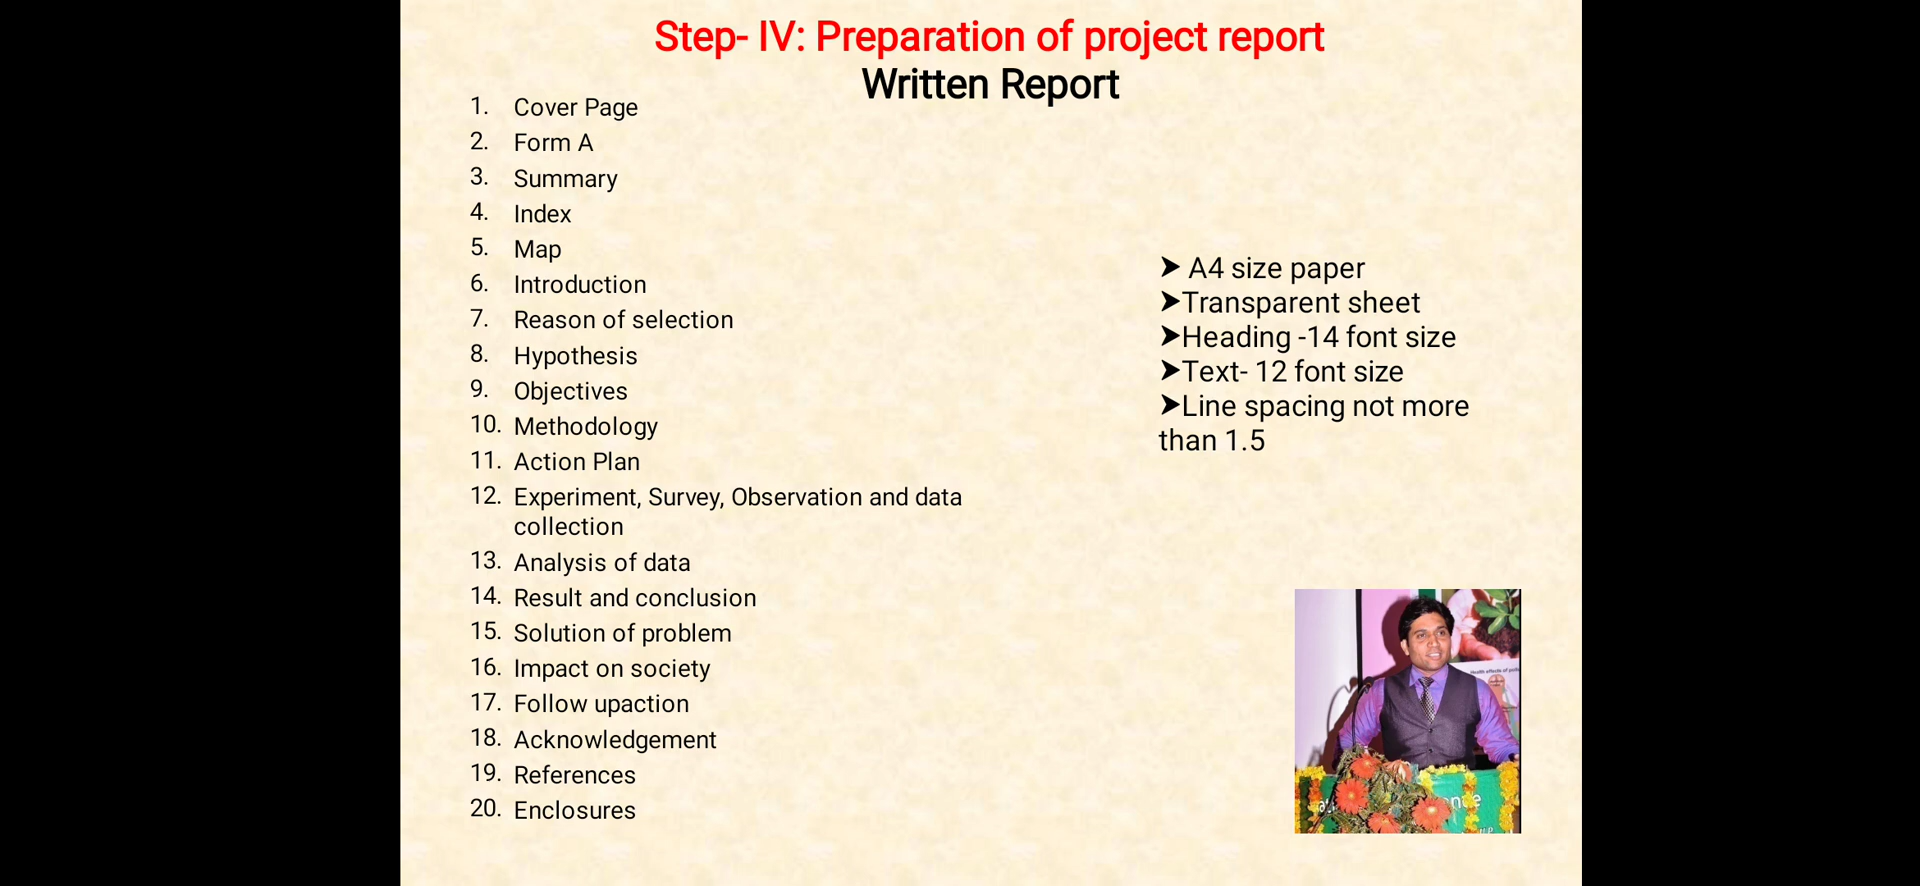 Step- IV: Preparation of project report
Written Report
1. Cover Page
2. Form A
3. Summary
4. Index
5. Map
6. Introduction
7. Reason of selection
8. Hypothesis
9. Objectives
10. Methodology
11. Action Plan
12. Experiment, Survey, Observation and data
collection
13. Analysis of data
14. Result and conclusion
15. Solution of problem
16. Impact on society
17. Follow upaction
18. Acknowledgement
19. References
20. Enclosures
➤ A4 size paper
➤Transparent sheet
➤Heading -14 font size
➤Text- 12 font size
➤Line spacing not more
than 1.5
Health effects of